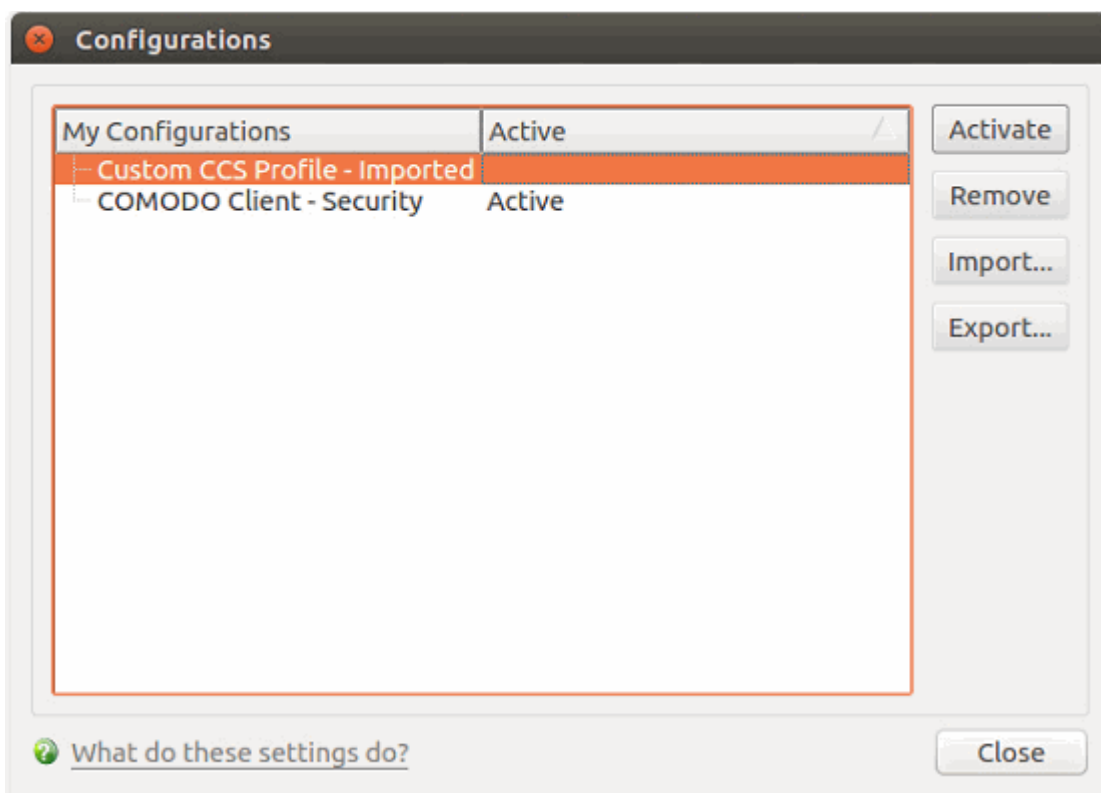 Configurations
My Configurations Active
Custom CCS Profile - Imported
COMODO Client - Security Active
Activate
Remove
Import...
Export...
What do these settings do?
Close